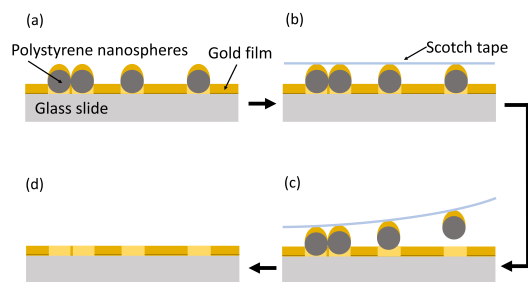 (a)
Polystyrene nanospheres
Gold film
Glass slide
(b)
Scotch tape
(d)
(c)